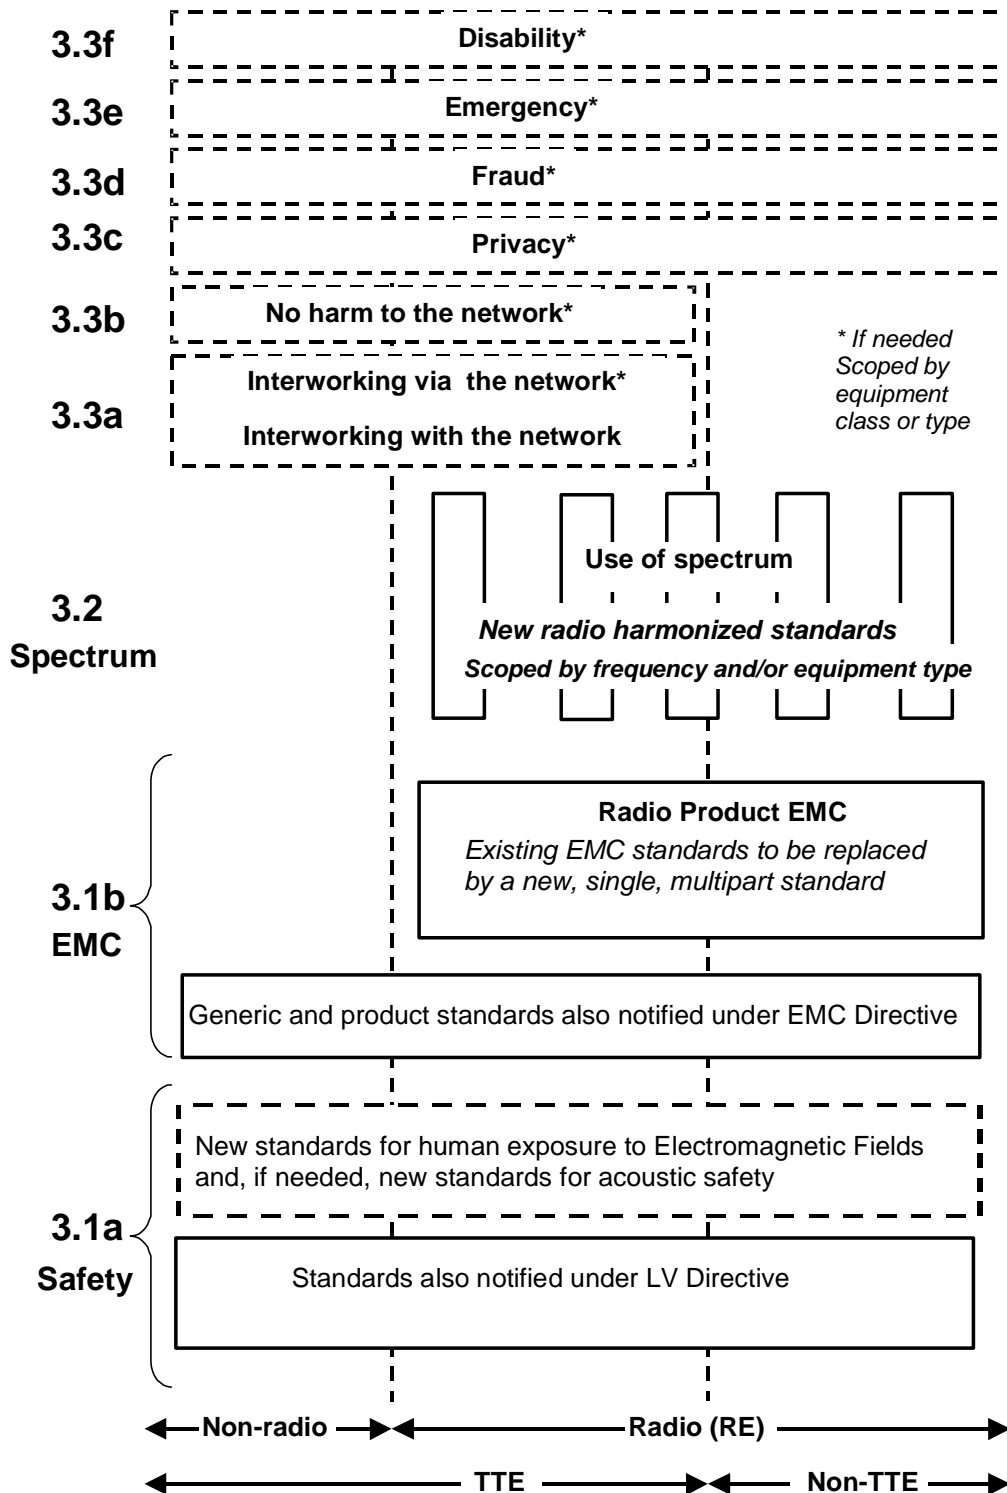 3.3f
Disability*
3.3e
Emergency*
3.3d
Fraud*
3.3c
Privacy*
3.3b
No harm to the network*
* If needed
Scoped by
equipment
class or type
3.3a
Interworking via the network*
Interworking with the network
3.2
Spectrum
Use of spectrum
New radio harmonized standards
Scoped by frequency and/or equipment type
3.1b
EMC
Radio Product EMC
Existing EMC standards to be replaced
by a new, single, multipart standard
Generic and product standards also notified under EMC Directive
3.1a
Safety
New standards for human exposure to Electromagnetic Fields
and, if needed, new standards for acoustic safety
Standards also notified under LV Directive
Non-radio
Radio (RE)
TTE
Non-TTE